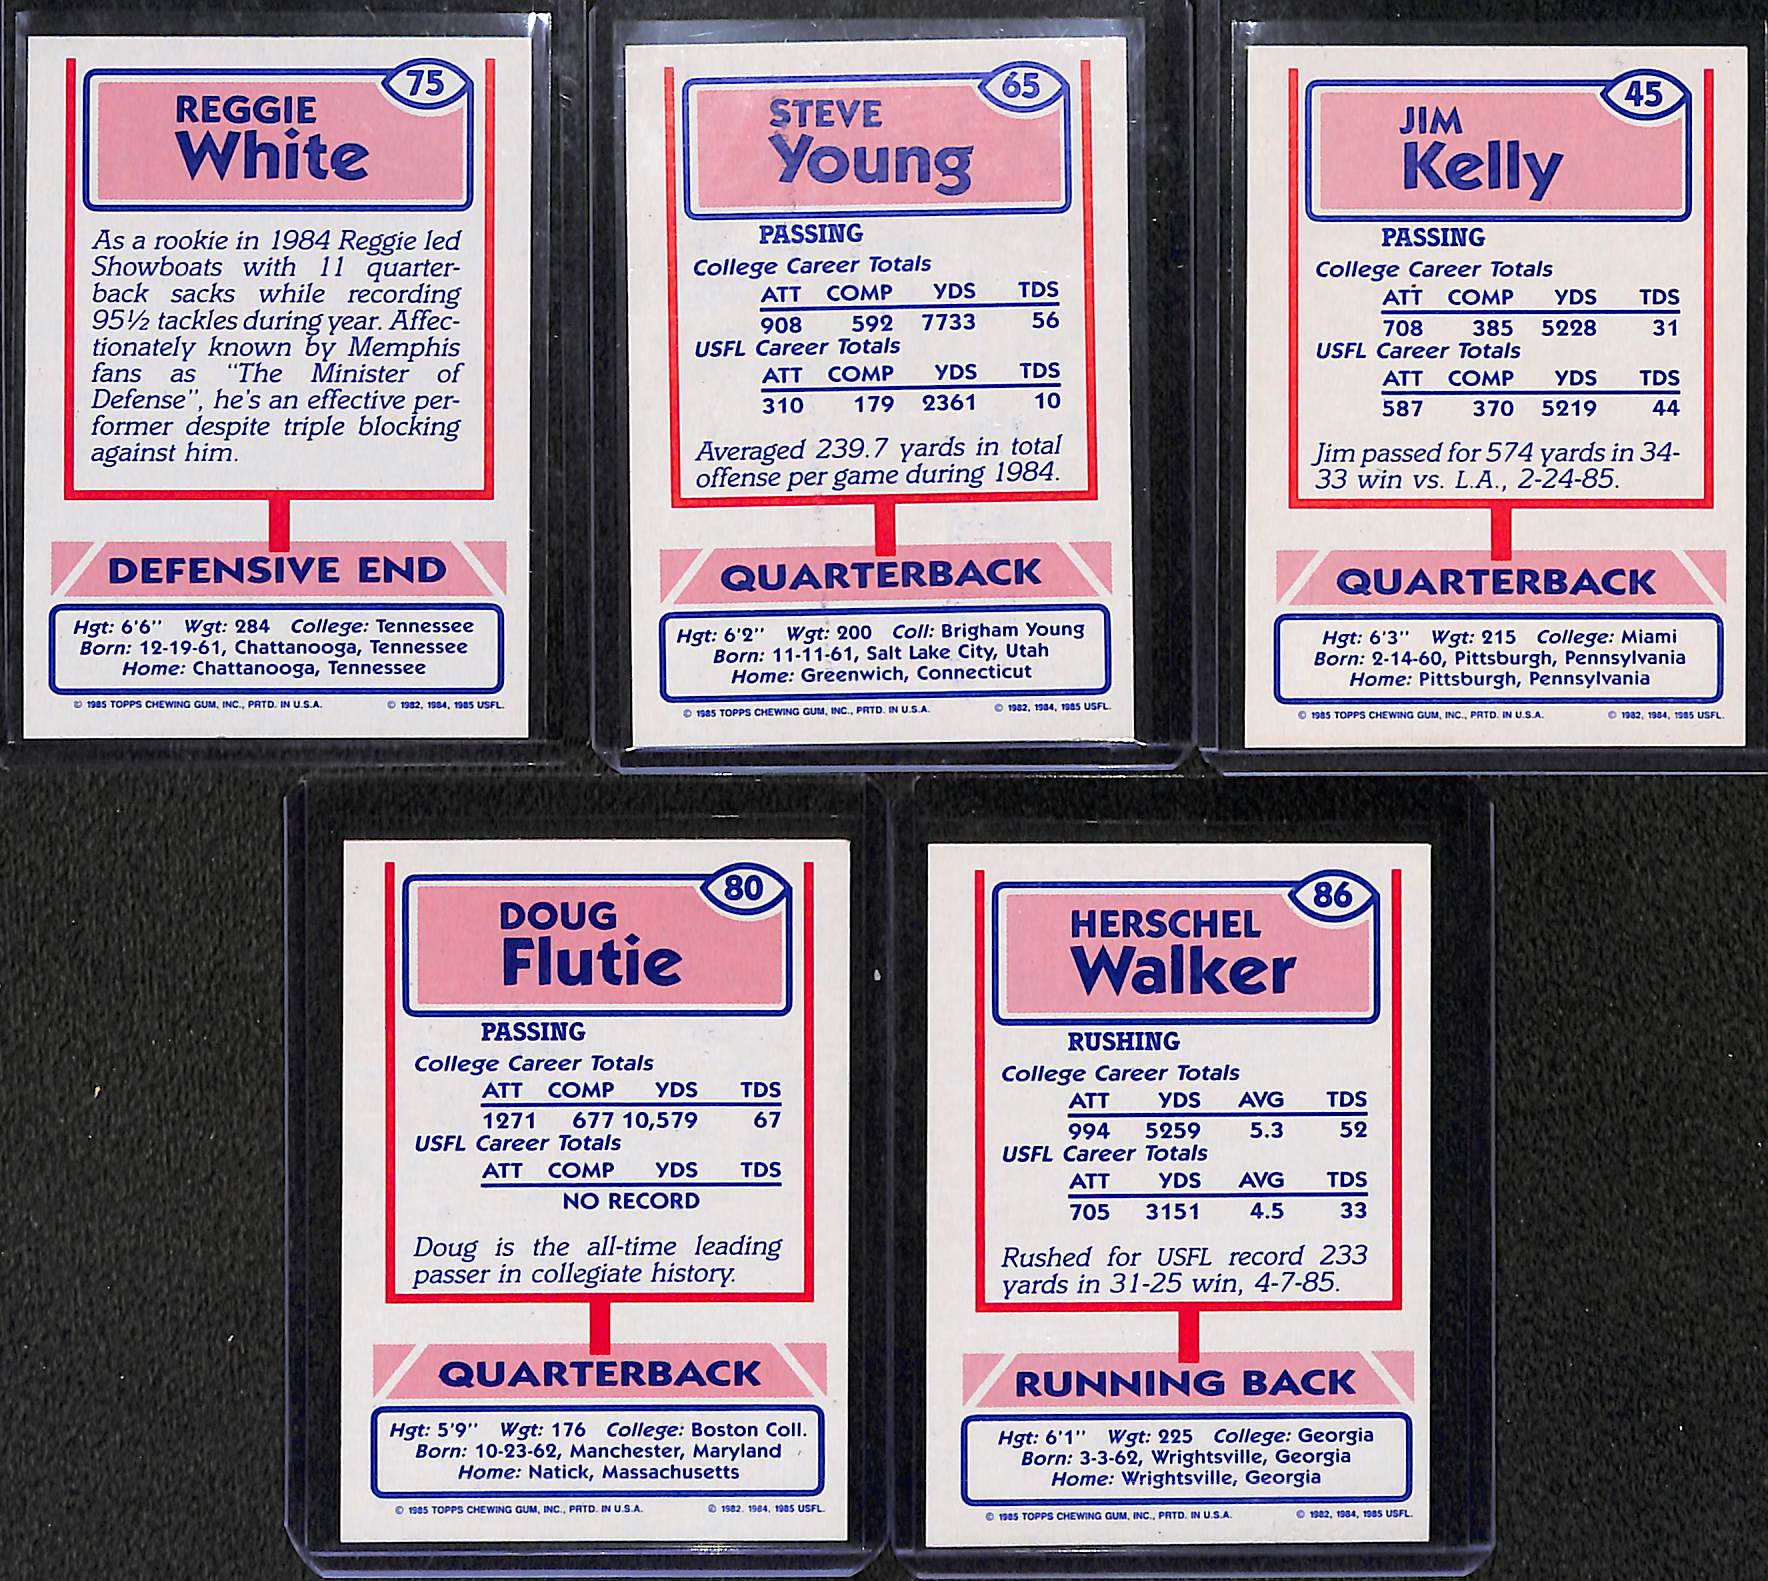 75
REGGIE
White
As a rookie in 1984 Reggie led
Showboats with 11 quarter-
back sacks while recording
95½ tackles during year. Affec-
tionately known by Memphis
fans as "The Minister of
Defense", he's an effective per-
former despite triple blocking
against him.
DEFENSIVE END
Hgt: 6'6" Wgt: 284 College: Tennessee
Born: 12-19-61, Chattanooga, Tennessee
Home: Chattanooga, Tennessee
© 1985 TOPPS CHEWING GUM, INC., PRTD. IN U.S.A. © 1982, 1984, 1985 USFL.
65
STEVE
Young
PASSING
College Career Totals
ATT COMP YDS TDS
908 592 7733 56
USFL Career Totals
ATT COMP YDS TDS
310 179 2361 10
Averaged 239.7 yards in total
offense per game during 1984.
QUARTERBACK
Hgt: 6'2" Wgt: 200 Coll: Brigham Young
Born: 11-11-61, Salt Lake City, Utah
Home: Greenwich, Connecticut
© 1985 TOPPS CHEWING GUM, INC., PRTD. IN U.S.A. © 1982, 1984, 1985 USFL.
45
JIM
Kelly
PASSING
College Career Totals
ATT COMP YDS TDS
708 385 5228 31
USFL Career Totals
ATT COMP YDS TDS
587 370 5219 44
Jim passed for 574 yards in 34-
33 win vs. L.A., 2-24-85.
QUARTERBACK
Hgt: 6'3" Wgt: 215 College: Miami
Born: 2-14-60, Pittsburgh, Pennsylvania
Home: Pittsburgh, Pennsylvania
© 1985 TOPPS CHEWING GUM, INC., PRTD. IN U.S.A. © 1982, 1984, 1985 USFL.
80
DOUG
Flutie
PASSING
College Career Totals
ATT COMP YDS TDS
1271 677 10,579 67
USFL Career Totals
ATT COMP YDS TDS
NO RECORD
Doug is the all-time leading
passer in collegiate history.
QUARTERBACK
Hgt: 5'9" Wgt: 176 College: Boston Coll.
Born: 10-23-62, Manchester, Maryland
Home: Natick, Massachusetts
© 1985 TOPPS CHEWING GUM, INC., PRTD. IN U.S.A. © 1982, 1984, 1985 USFL.
86
HERSCHEL
Walker
RUSHING
College Career Totals
ATT YDS AVG TDS
994 5259 5.3 52
USFL Career Totals
ATT YDS AVG TDS
705 3151 4.5 33
Rushed for USFL record 233
yards in 31-25 win, 4-7-85.
RUNNING BACK
Hgt: 6'1" Wgt: 225 College: Georgia
Born: 3-3-62, Wrightsville, Georgia
Home: Wrightsville, Georgia
© 1985 TOPPS CHEWING GUM, INC., PRTD. IN U.S.A. © 1982, 1984, 1985 USFL.